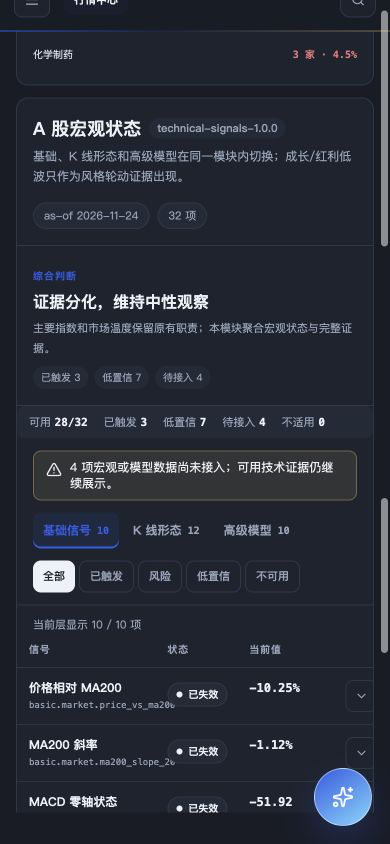 行情中心
化学制药
3 家 · 4.5%
A 股宏观状态
technical-signals-1.0.0
基础、K 线形态和高级模型在同一模块内切换；成长/红利低
波只作为风格轮动证据出现。
as-of 2026-11-24
32 项
综合判断
证据分化，维持中性观察
主要指数和市场温度保留原有职责；本模块聚合宏观状态与完整证
据。
已触发 3
低置信 7
待接入 4
可用 28/32
已触发 3
低置信 7
待接入 4
不适用 0
4 项宏观或模型数据尚未接入；可用技术证据仍继
续展示。
基础信号 10
K 线形态 12
高级模型 10
全部
已触发
风险
低置信
不可用
当前层显示 10 / 10 项
信号
状态
当前值
价格相对 MA200
basic.market.price_vs_ma200
已失效
-10.25%
MA200 斜率
basic.market.ma200_slope_20
已失效
-1.12%
MACD 零轴状态
已失效
-51.92